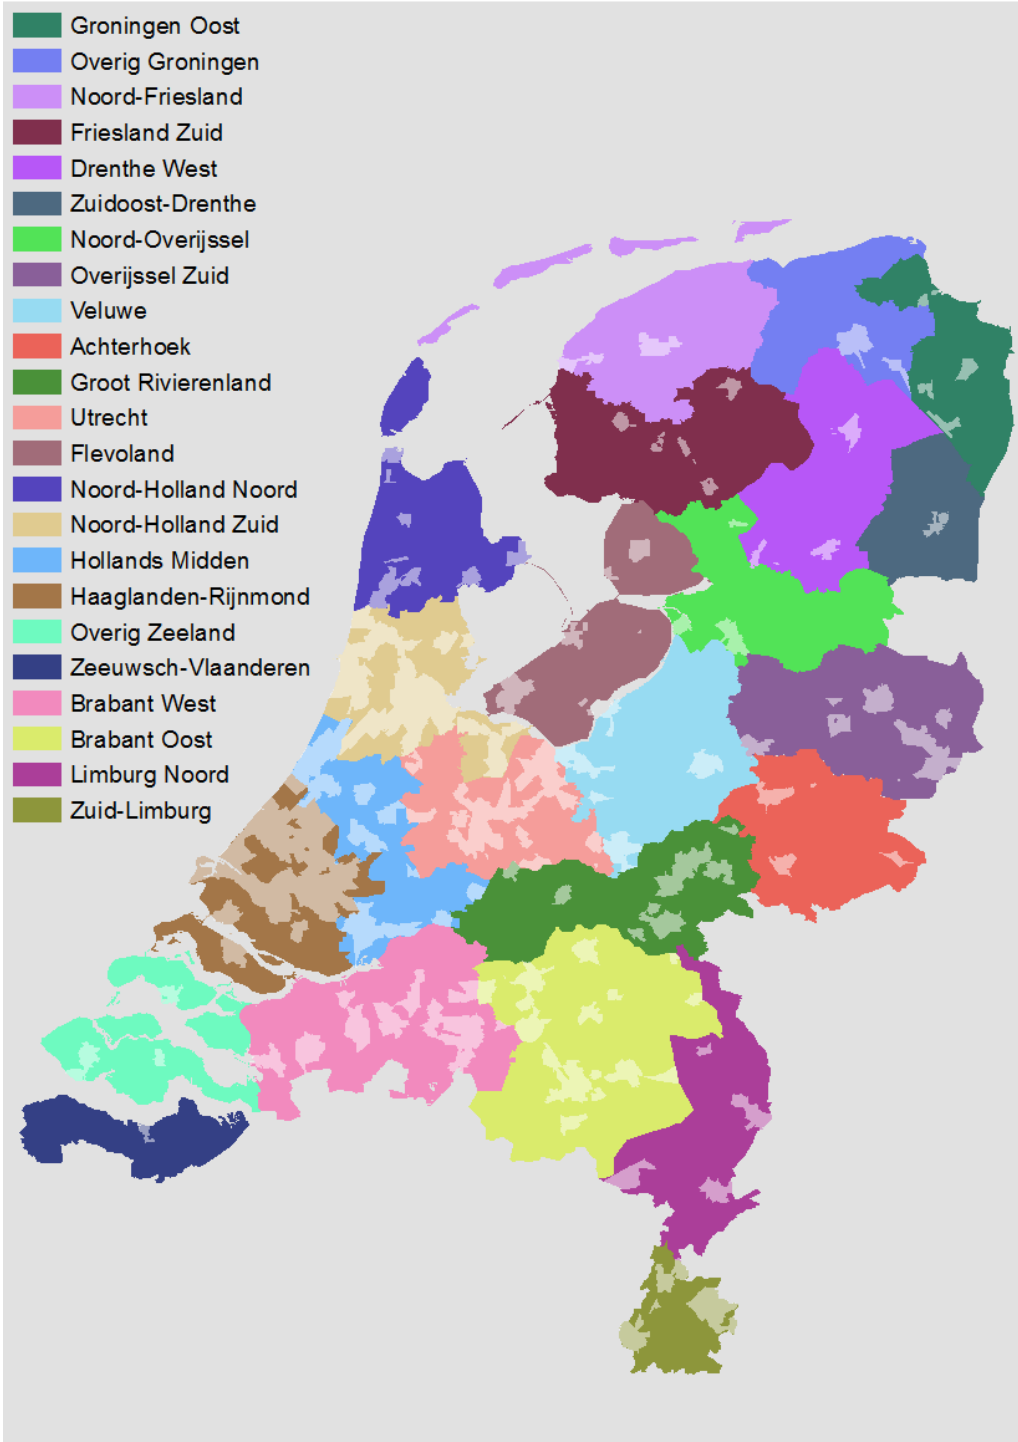 Groningen Oost
Overig Groningen
Noord-Friesland
Friesland Zuid
Drenthe West
Zuidoost-Drenthe
Noord-Overijssel
Overijssel Zuid
Veluwe
Achterhoek
Groot Rivierenland
Utrecht
Flevoland
Noord-Holland Noord
Noord-Holland Zuid
Hollands Midden
Haaglanden-Rijnmond
Overig Zeeland
Zeeuwsch-Vlaanderen
Brabant West
Brabant Oost
Limburg Noord
Zuid-Limburg